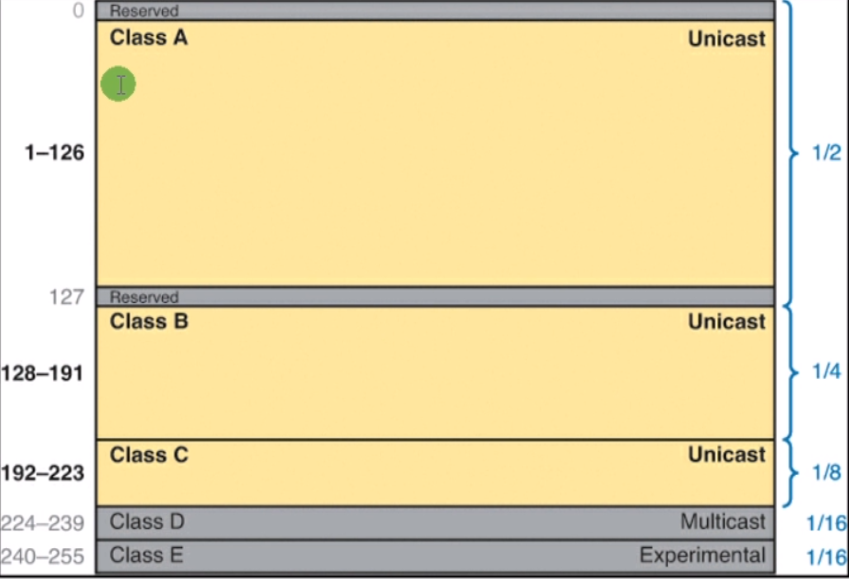 0 Reserved
Class A Unicast
1–126 1/2
127 Reserved
Class B Unicast
128–191 1/4
Class C Unicast
192–223 1/8
224–239 Class D Multicast 1/16
240–255 Class E Experimental 1/16